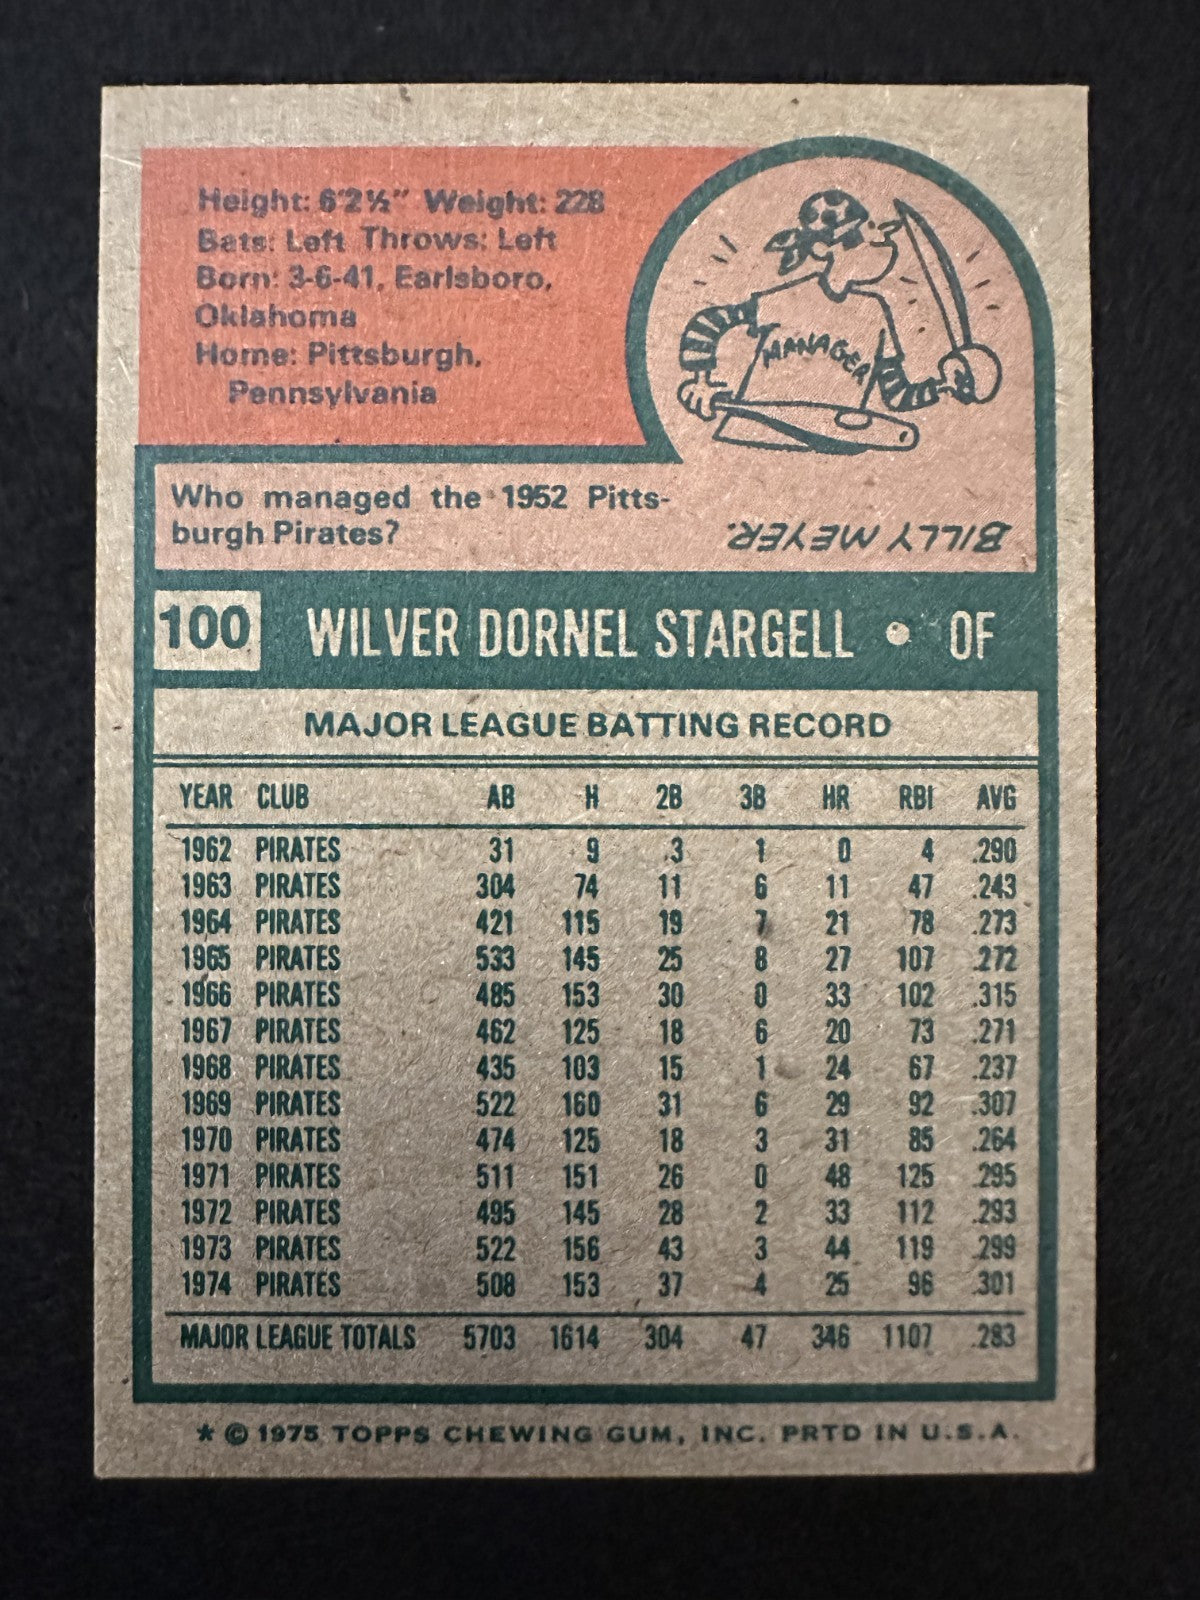 Height: 6'2½" Weight: 228
Bats: Left Throws: Left
Born: 3-6-41, Earlsboro,
Oklahoma
Home: Pittsburgh,
Pennsylvania
MANAGER
Who managed the 1952 Pitts-
burgh Pirates?
BILLY MEYER.
100 WILVER DORNEL STARGELL • OF
MAJOR LEAGUE BATTING RECORD
YEAR CLUB AB H 2B 3B HR RBI AVG
1962 PIRATES 31 9 3 1 0 4 .290
1963 PIRATES 304 74 11 6 11 47 .243
1964 PIRATES 421 115 19 7 21 78 .273
1965 PIRATES 533 145 25 8 27 107 .272
1966 PIRATES 485 153 30 0 33 102 .315
1967 PIRATES 462 125 18 6 20 73 .271
1968 PIRATES 435 103 15 1 24 67 .237
1969 PIRATES 522 160 31 6 29 92 .307
1970 PIRATES 474 125 18 3 31 85 .264
1971 PIRATES 511 151 26 0 48 125 .295
1972 PIRATES 495 145 28 2 33 112 .293
1973 PIRATES 522 156 43 3 44 119 .299
1974 PIRATES 508 153 37 4 25 96 .301
MAJOR LEAGUE TOTALS 5703 1614 304 47 346 1107 .283
* © 1975 TOPPS CHEWING GUM, INC. PRTD IN U.S.A.